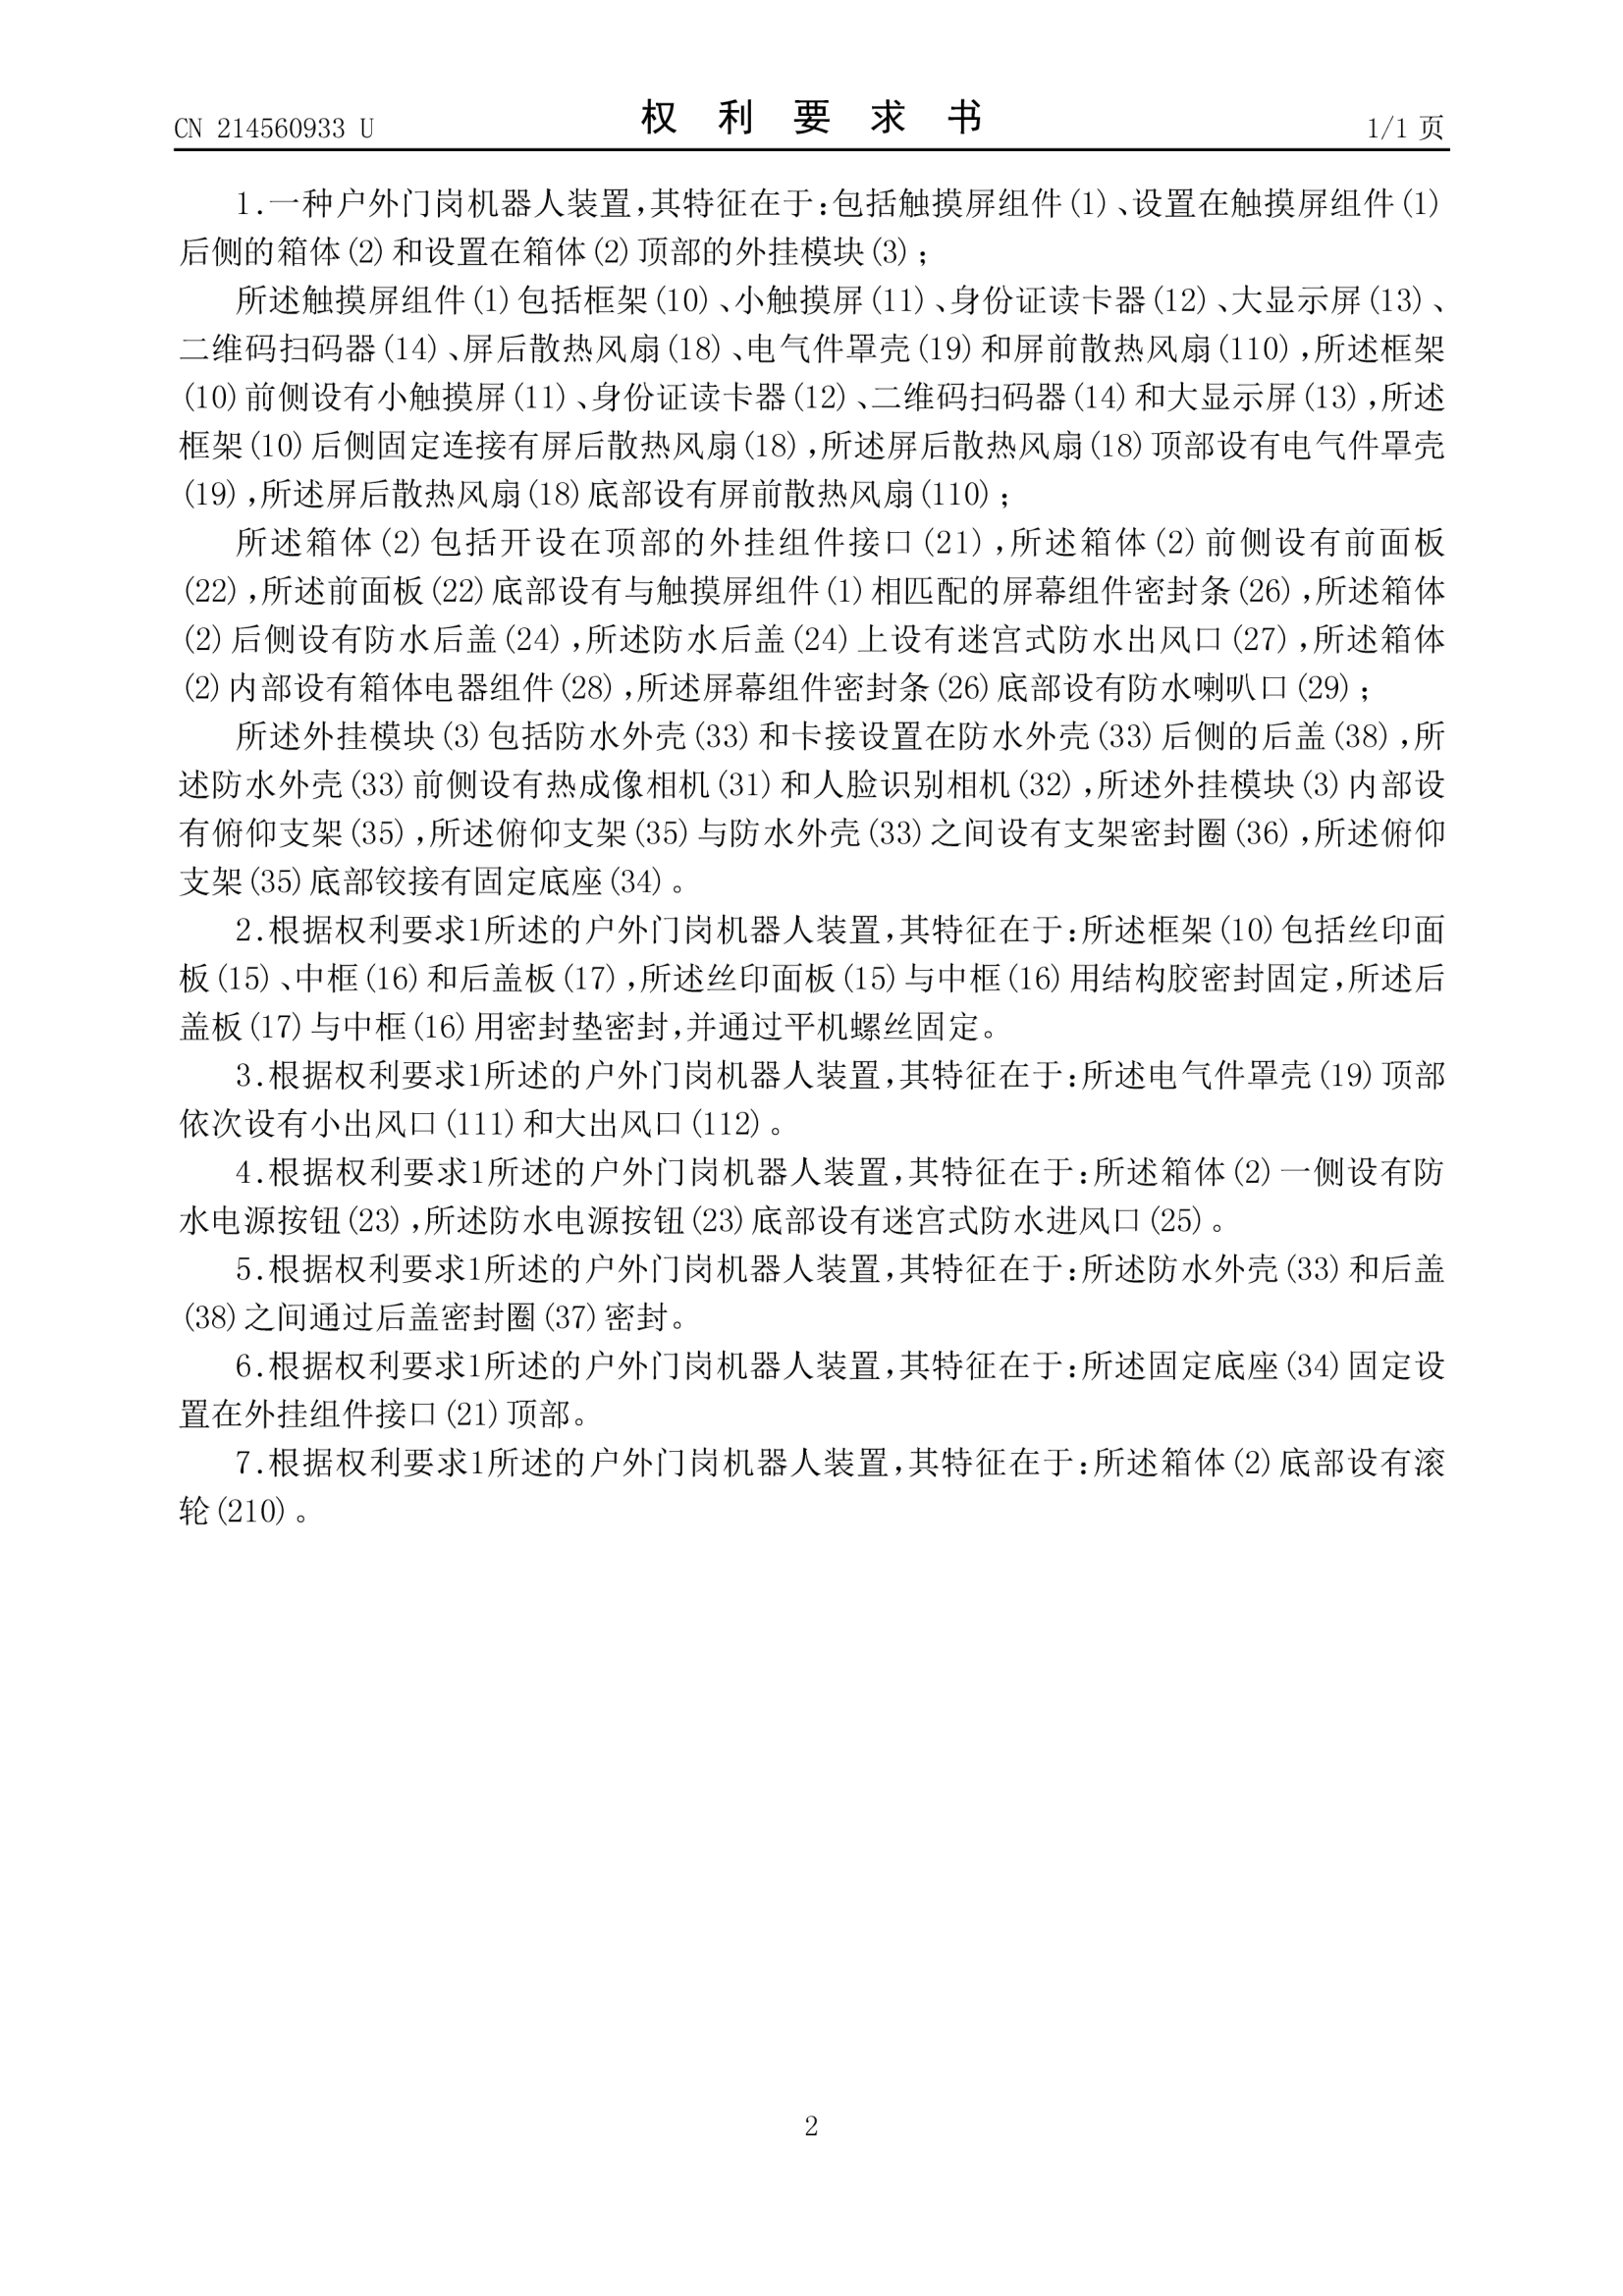 CN 214560933 U
权利要求书
1/1 页
1.一种户外门岗机器人装置,其特征在于:包括触摸屏组件(1)、设置在触摸屏组件(1)
后侧的箱体(2)和设置在箱体(2)顶部的外挂模块(3);
所述触摸屏组件(1)包括框架(10)、小触摸屏(11)、身份证读卡器(12)、大显示屏(13)、
二维码扫码器(14)、屏后散热风扇(18)、电气件罩壳(19)和屏前散热风扇(110),所述框架
(10)前侧设有小触摸屏(11)、身份证读卡器(12)、二维码扫码器(14)和大显示屏(13),所述
框架(10)后侧固定连接有屏后散热风扇(18),所述屏后散热风扇(18)顶部设有电气件罩壳
(19),所述屏后散热风扇(18)底部设有屏前散热风扇(110);
所述箱体(2)包括开设在顶部的外挂组件接口(21),所述箱体(2)前侧设有前面板
(22),所述前面板(22)底部设有与触摸屏组件(1)相匹配的屏幕组件密封条(26),所述箱体
(2)后侧设有防水后盖(24),所述防水后盖(24)上设有迷宫式防水出风口(27),所述箱体
(2)内部设有箱体电器组件(28),所述屏幕组件密封条(26)底部设有防水喇叭口(29);
所述外挂模块(3)包括防水外壳(33)和卡接设置在防水外壳(33)后侧的后盖(38),所
述防水外壳(33)前侧设有热成像相机(31)和人脸识别相机(32),所述外挂模块(3)内部设
有俯仰支架(35),所述俯仰支架(35)与防水外壳(33)之间设有支架密封圈(36),所述俯仰
支架(35)底部铰接有固定底座(34)。
2.根据权利要求1所述的户外门岗机器人装置,其特征在于:所述框架(10)包括丝印面
板(15)、中框(16)和后盖板(17),所述丝印面板(15)与中框(16)用结构胶密封固定,所述后
盖板(17)与中框(16)用密封垫密封,并通过平机螺丝固定。
3.根据权利要求1所述的户外门岗机器人装置,其特征在于:所述电气件罩壳(19)顶部
依次设有小出风口(111)和大出风口(112)。
4.根据权利要求1所述的户外门岗机器人装置,其特征在于:所述箱体(2)一侧设有防
水电源按钮(23),所述防水电源按钮(23)底部设有迷宫式防水进风口(25)。
5.根据权利要求1所述的户外门岗机器人装置,其特征在于:所述防水外壳(33)和后盖
(38)之间通过后盖密封圈(37)密封。
6.根据权利要求1所述的户外门岗机器人装置,其特征在于:所述固定底座(34)固定设
置在外挂组件接口(21)顶部。
7.根据权利要求1所述的户外门岗机器人装置,其特征在于:所述箱体(2)底部设有滚
轮(210)。
2